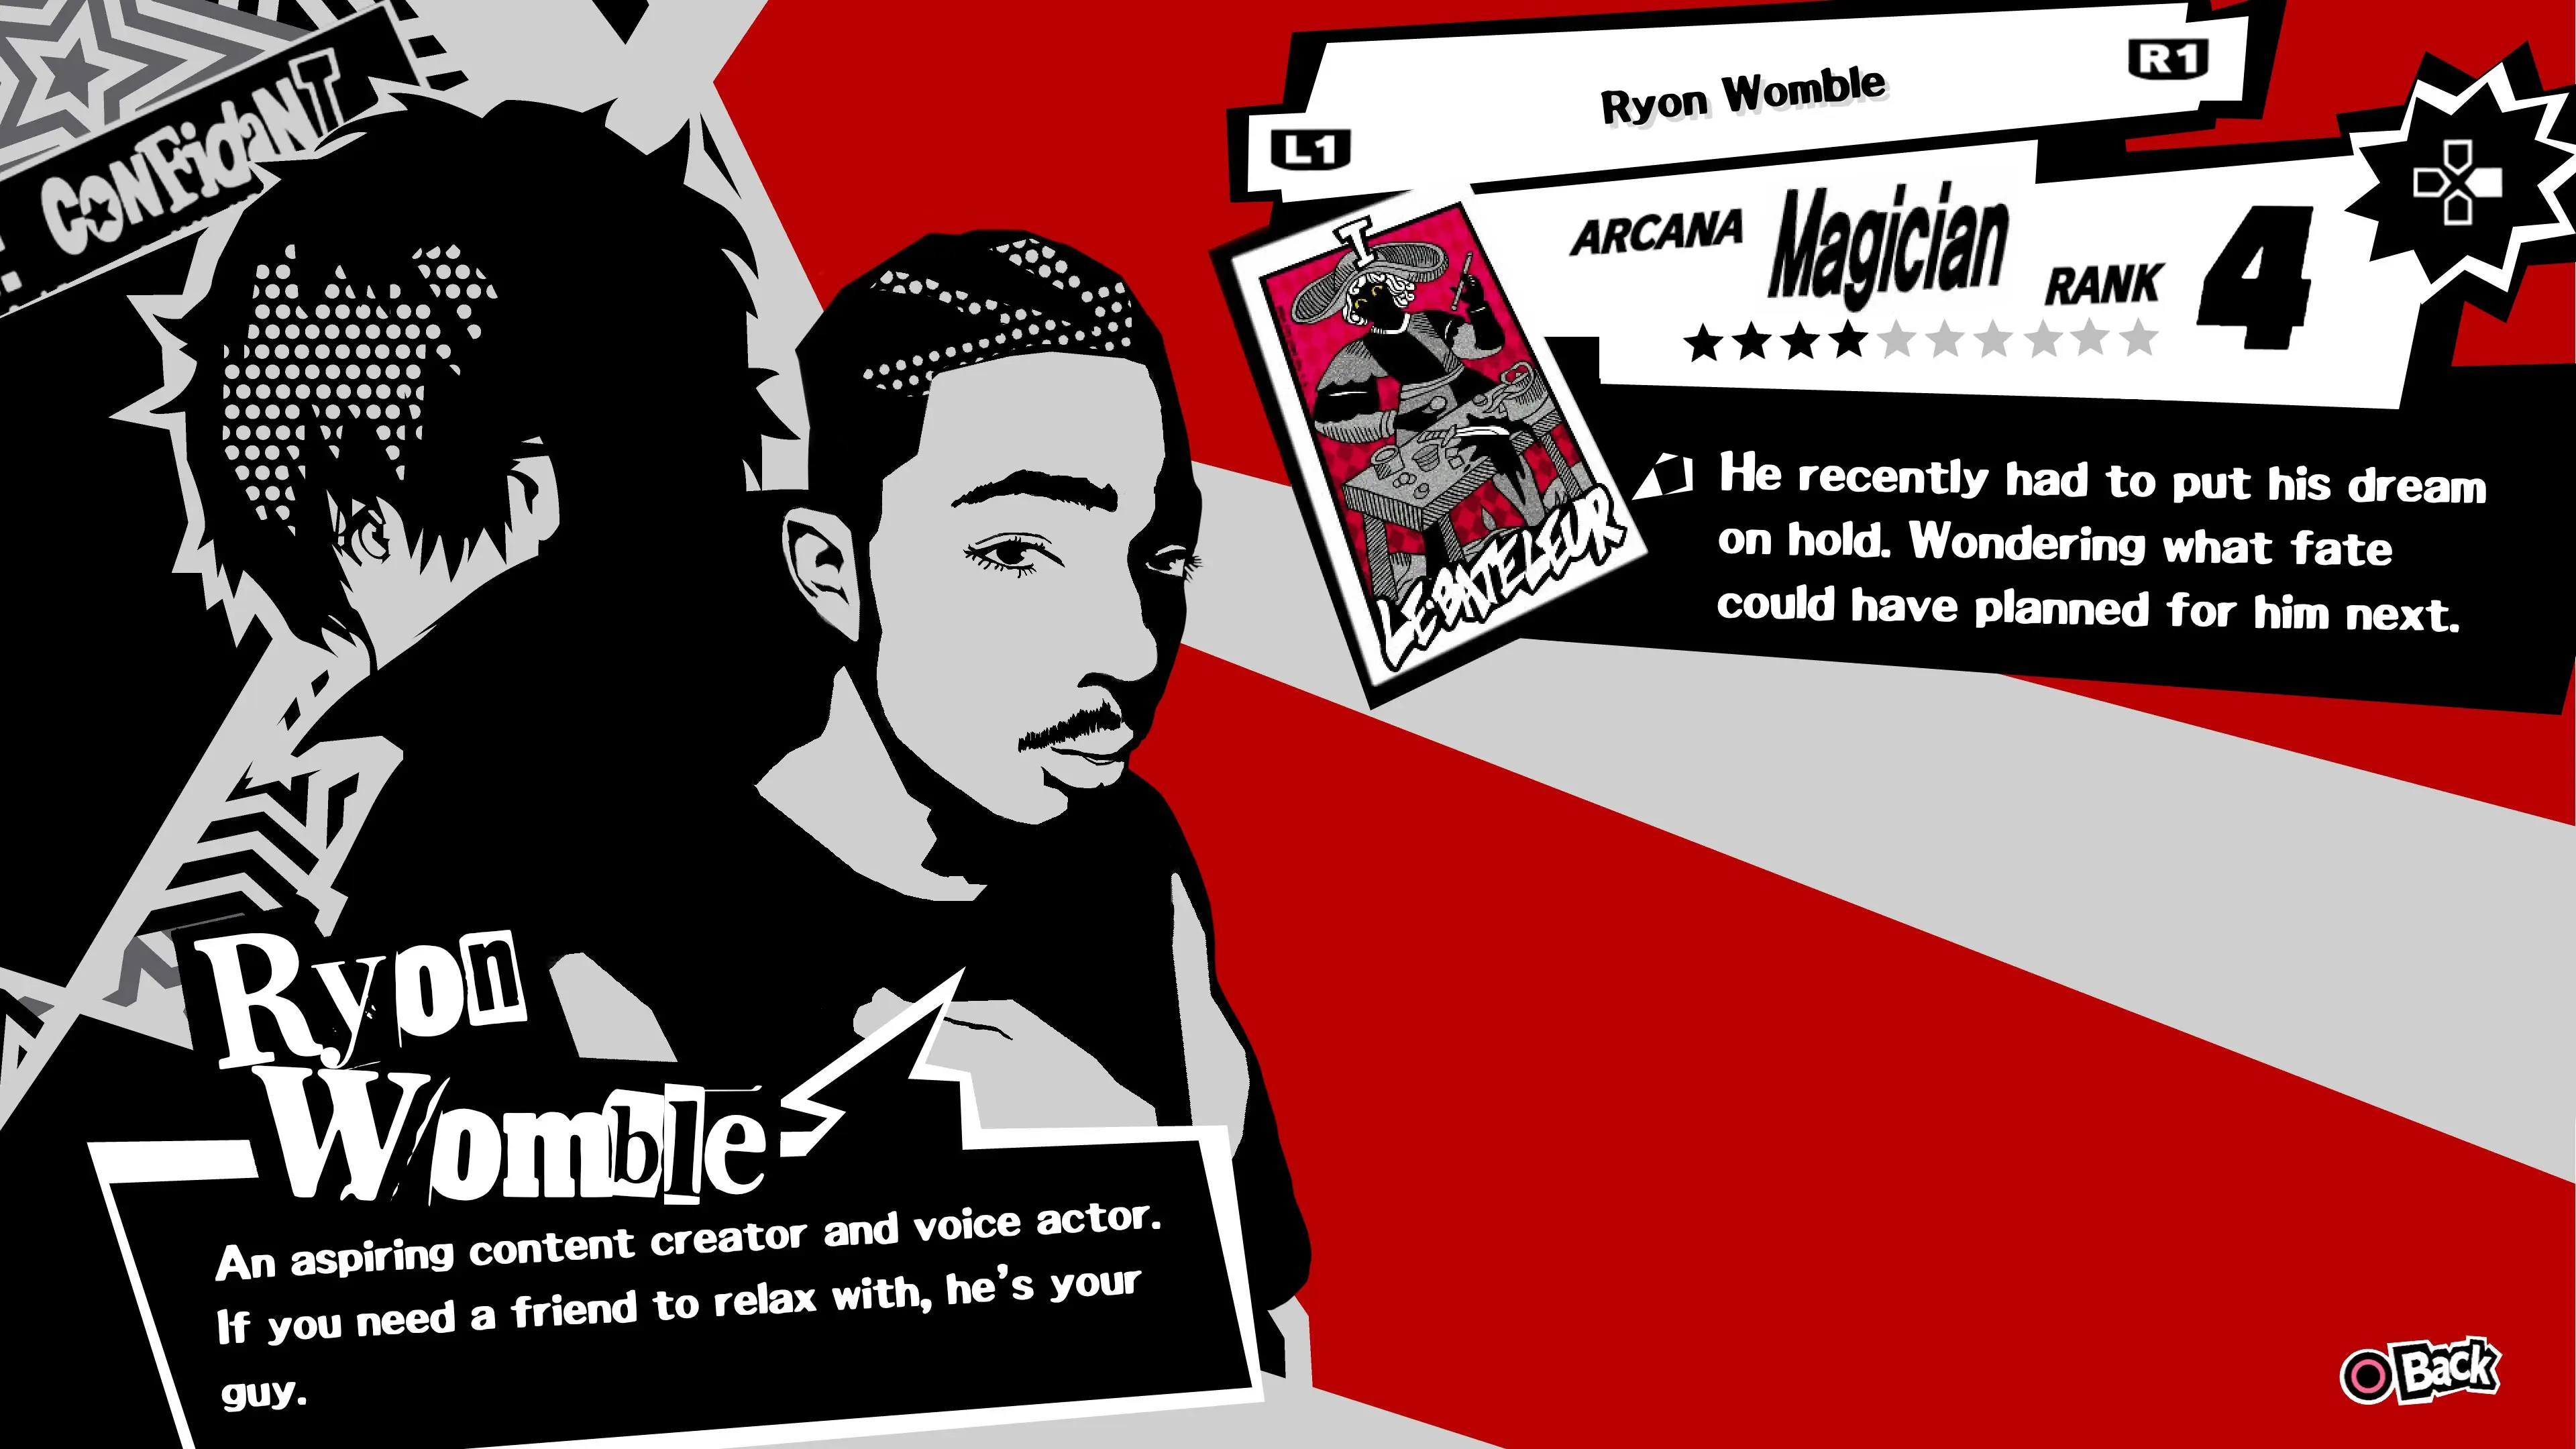 CONFidaNT
Ryon Womble
L1
R1
ARCANA Magician RANK 4
I
LE·BATELEUR
He recently had to put his dream
on hold. Wondering what fate
could have planned for him next.
Ryon
Womble
An aspiring content creator and voice actor.
If you need a friend to relax with, he's your
guy.
Back